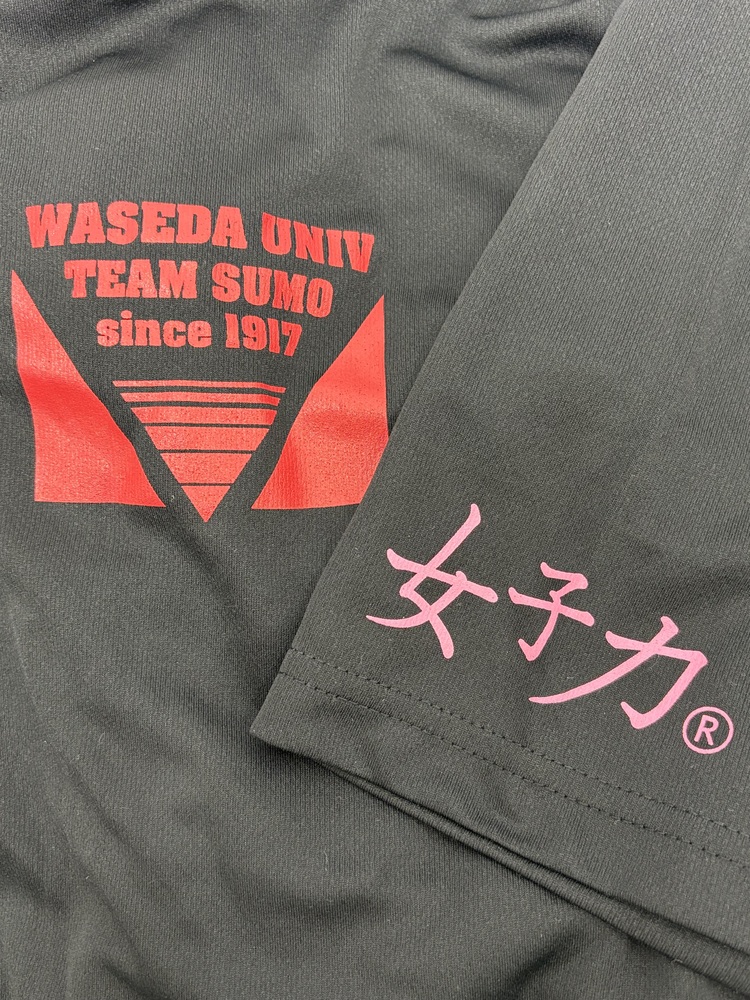 WASEDA UNIV
TEAM SUMO
since 1917
女子力®